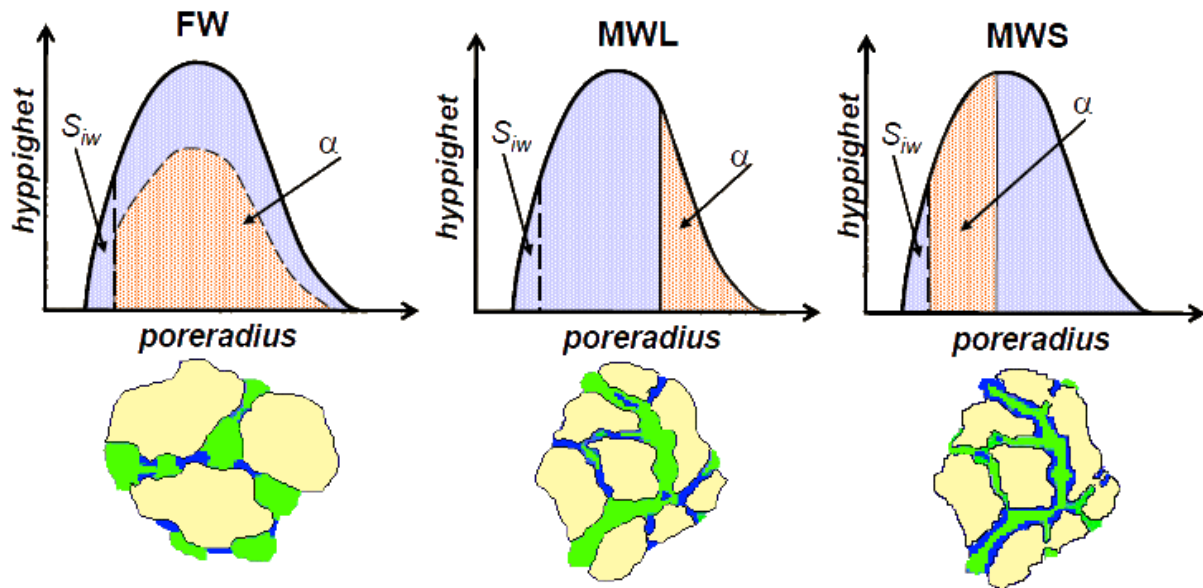 FW
hyppighet
S_iw
α
poreradius
MWL
hyppighet
S_iw
α
poreradius
MWS
hyppighet
S_iw
α
poreradius